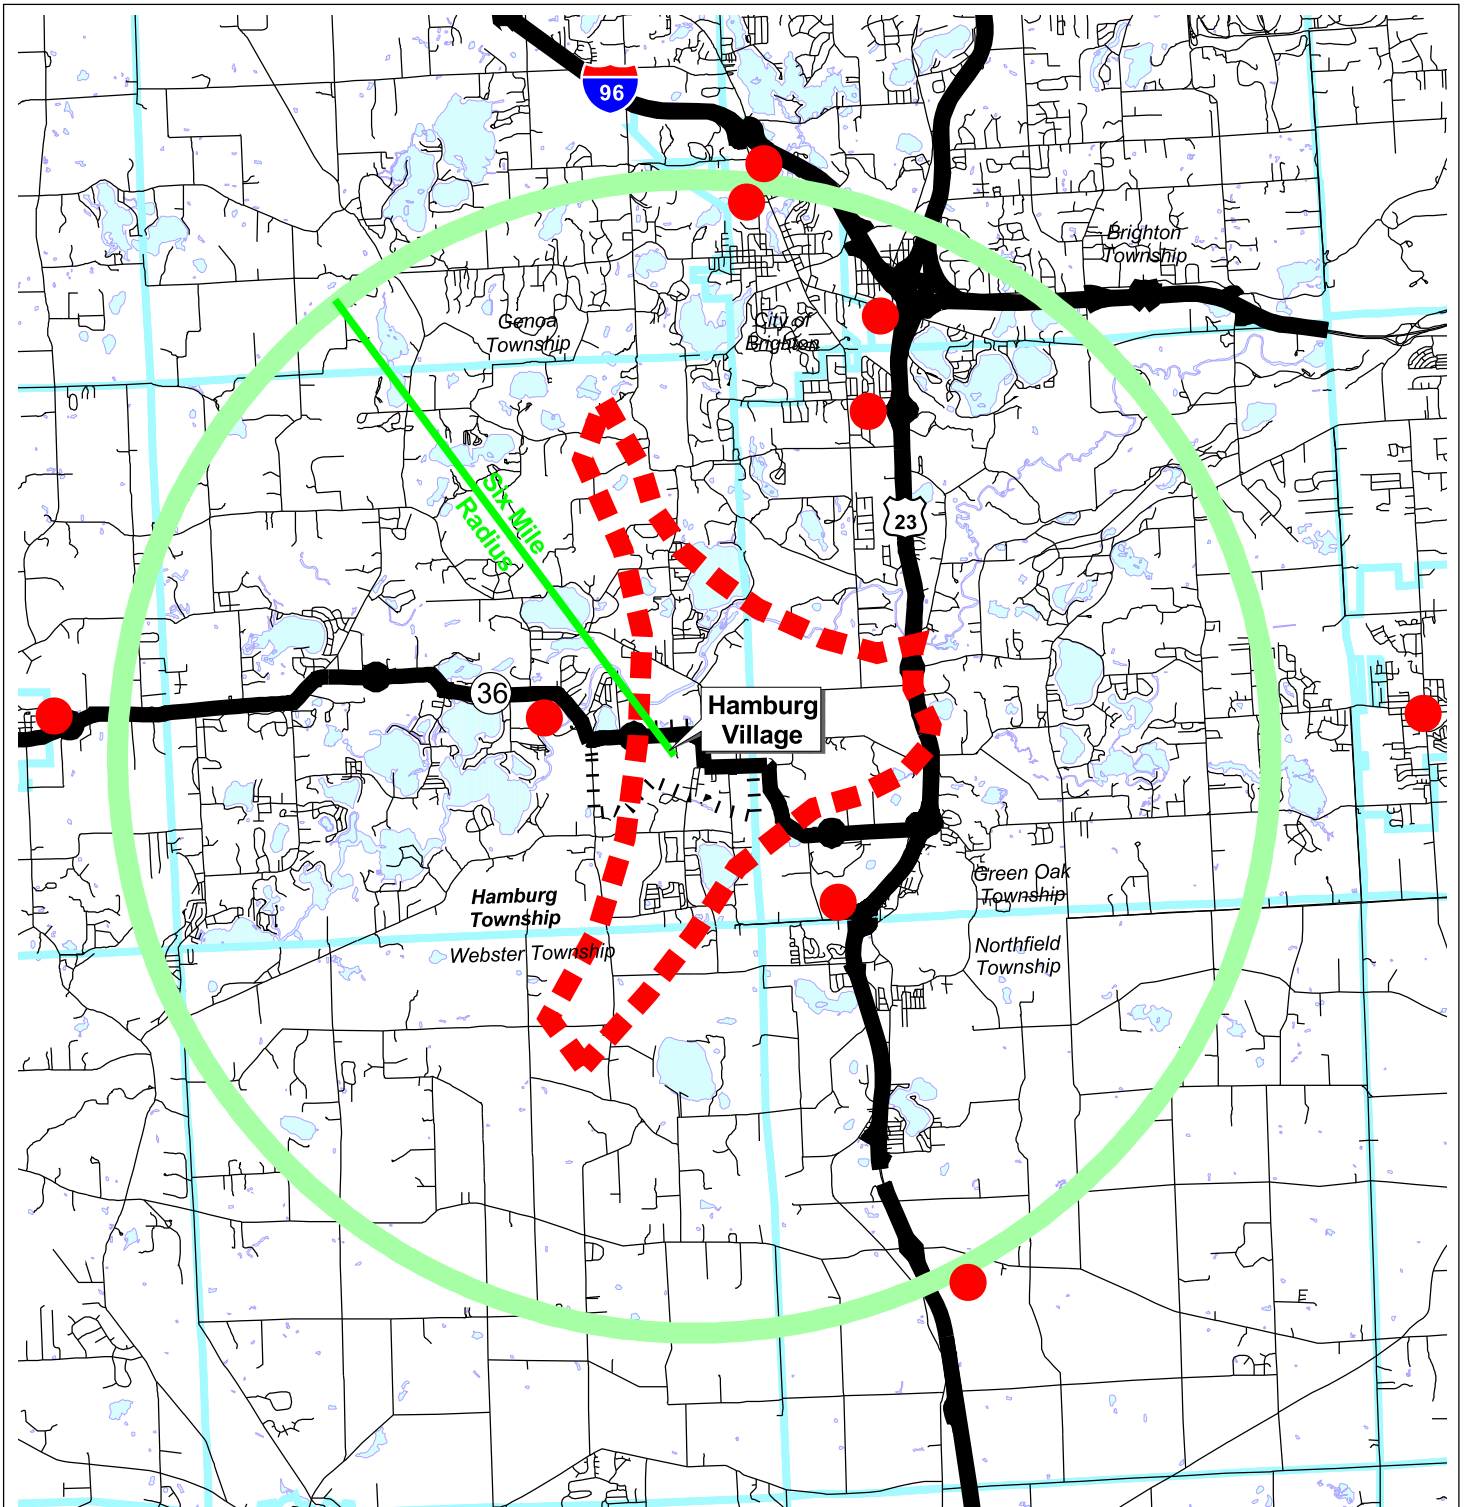 96
Brighton
Township
Genoa
Township
City of
Brighton
Six Mile
Radius
23
36
Hamburg
Village
Green Oak
Township
Hamburg
Township
Webster Township
Northfield
Township